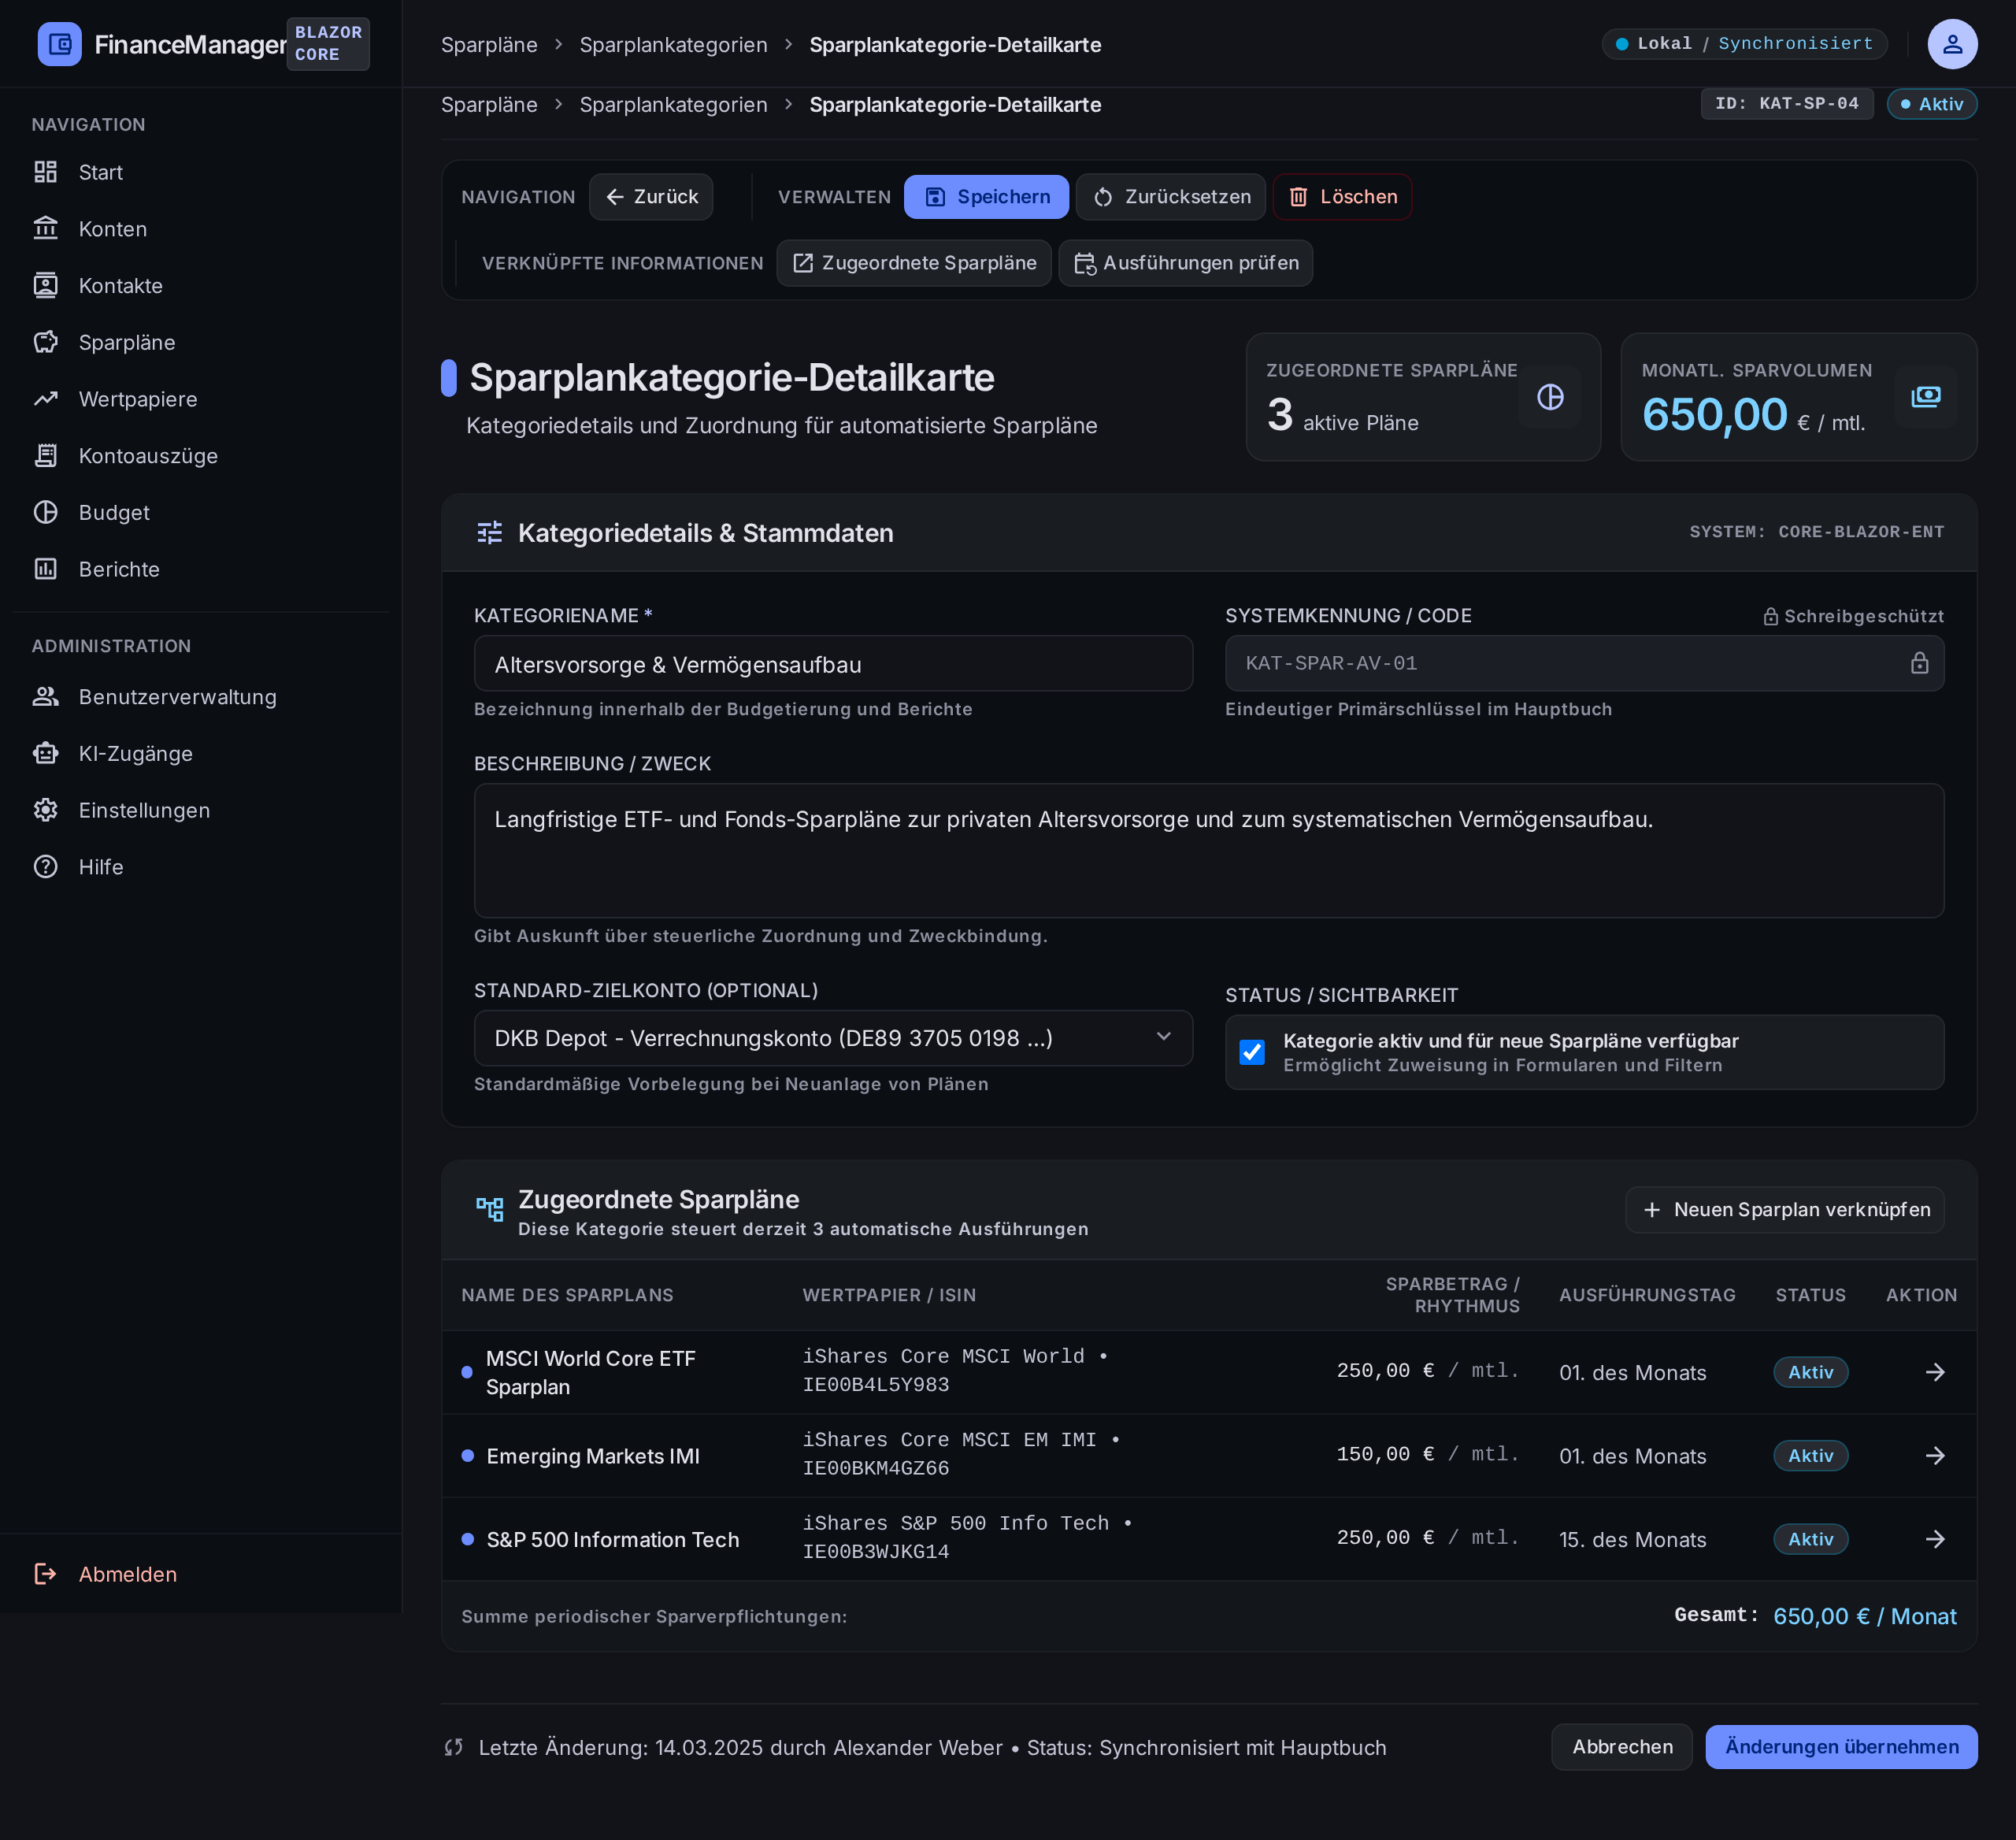 FinanceManager
BLAZOR
CORE
Sparpläne
Sparplankategorien
Sparplankategorie-Detailkarte
Lokal / Synchronisiert
NAVIGATION
Start
Konten
Kontakte
Sparpläne
Wertpapiere
Kontoauszüge
Budget
Berichte
ADMINISTRATION
Benutzerverwaltung
KI-Zugänge
Einstellungen
Hilfe
Abmelden
Sparpläne
Sparplankategorien
Sparplankategorie-Detailkarte
ID: KAT-SP-04
Aktiv
NAVIGATION
Zurück
VERWALTEN
Speichern
Zurücksetzen
Löschen
VERKNÜPFTE INFORMATIONEN
Zugeordnete Sparpläne
Ausführungen prüfen
Sparplankategorie-Detailkarte
Kategoriedetails und Zuordnung für automatisierte Sparpläne
ZUGEORDNETE SPARPLÄNE
3 aktive Pläne
MONATL. SPARVOLUMEN
650,00 € / mtl.
Kategoriedetails & Stammdaten
SYSTEM: CORE-BLAZOR-ENT
KATEGORIENAME *
Altersvorsorge & Vermögensaufbau
Bezeichnung innerhalb der Budgetierung und Berichte
SYSTEMKENNUNG / CODE
Schreibgeschützt
KAT-SPAR-AV-01
Eindeutiger Primärschlüssel im Hauptbuch
BESCHREIBUNG / ZWECK
Langfristige ETF- und Fonds-Sparpläne zur privaten Altersvorsorge und zum systematischen Vermögensaufbau.
Gibt Auskunft über steuerliche Zuordnung und Zweckbindung.
STANDARD-ZIELKONTO (OPTIONAL)
DKB Depot - Verrechnungskonto (DE89 3705 0198 ...)
Standardmäßige Vorbelegung bei Neuanlage von Plänen
STATUS / SICHTBARKEIT
Kategorie aktiv und für neue Sparpläne verfügbar
Ermöglicht Zuweisung in Formularen und Filtern
Zugeordnete Sparpläne
Diese Kategorie steuert derzeit 3 automatische Ausführungen
Neuen Sparplan verknüpfen
NAME DES SPARPLANS
WERTPAPIER / ISIN
SPARBETRAG /
RHYTHMUS
AUSFÜHRUNGSTAG
STATUS
AKTION
MSCI World Core ETF
Sparplan
iShares Core MSCI World •
IE00B4L5Y983
250,00 € / mtl.
01. des Monats
Aktiv
Emerging Markets IMI
iShares Core MSCI EM IMI •
IE00BKM4GZ66
150,00 € / mtl.
01. des Monats
Aktiv
S&P 500 Information Tech
iShares S&P 500 Info Tech •
IE00B3WJKG14
250,00 € / mtl.
15. des Monats
Aktiv
Summe periodischer Sparverpflichtungen:
Gesamt: 650,00 € / Monat
Letzte Änderung: 14.03.2025 durch Alexander Weber • Status: Synchronisiert mit Hauptbuch
Abbrechen
Änderungen übernehmen